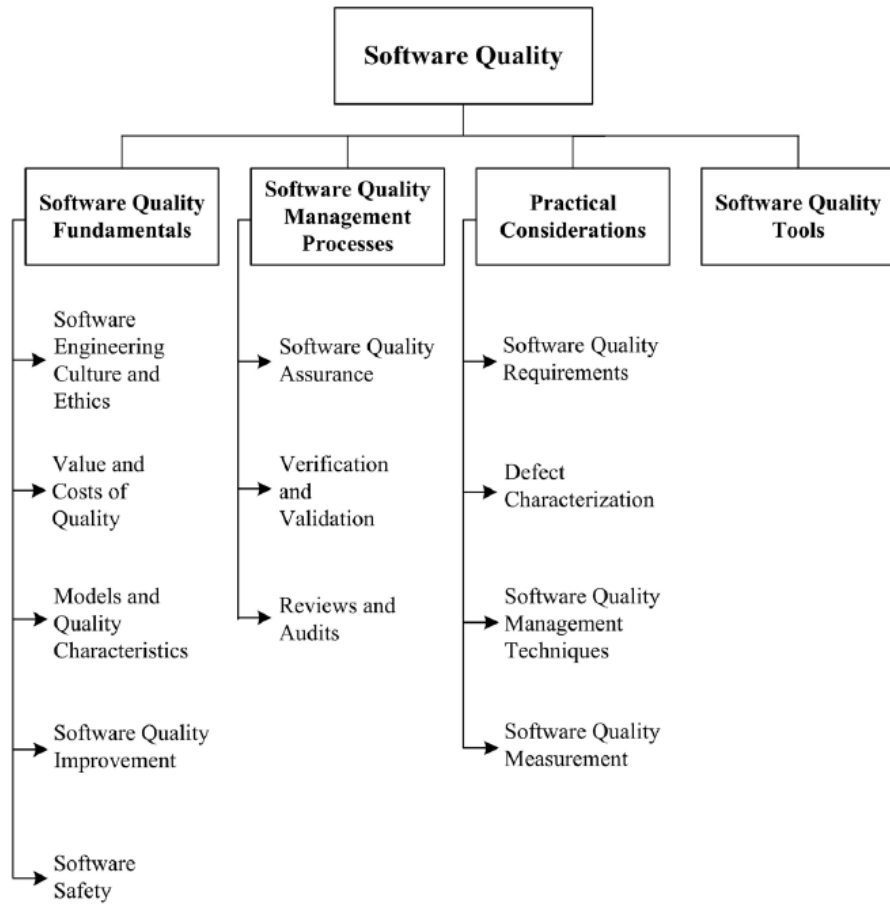 Software Quality
Software Quality
Fundamentals
Software Quality
Management
Processes
Practical
Considerations
Software Quality
Tools
Software
Engineering
Culture and
Ethics
Value and
Costs of
Quality
Models and
Quality
Characteristics
Software Quality
Improvement
Software
Safety
Software Quality
Assurance
Verification
and
Validation
Reviews and
Audits
Software Quality
Requirements
Defect
Characterization
Software Quality
Management
Techniques
Software Quality
Measurement